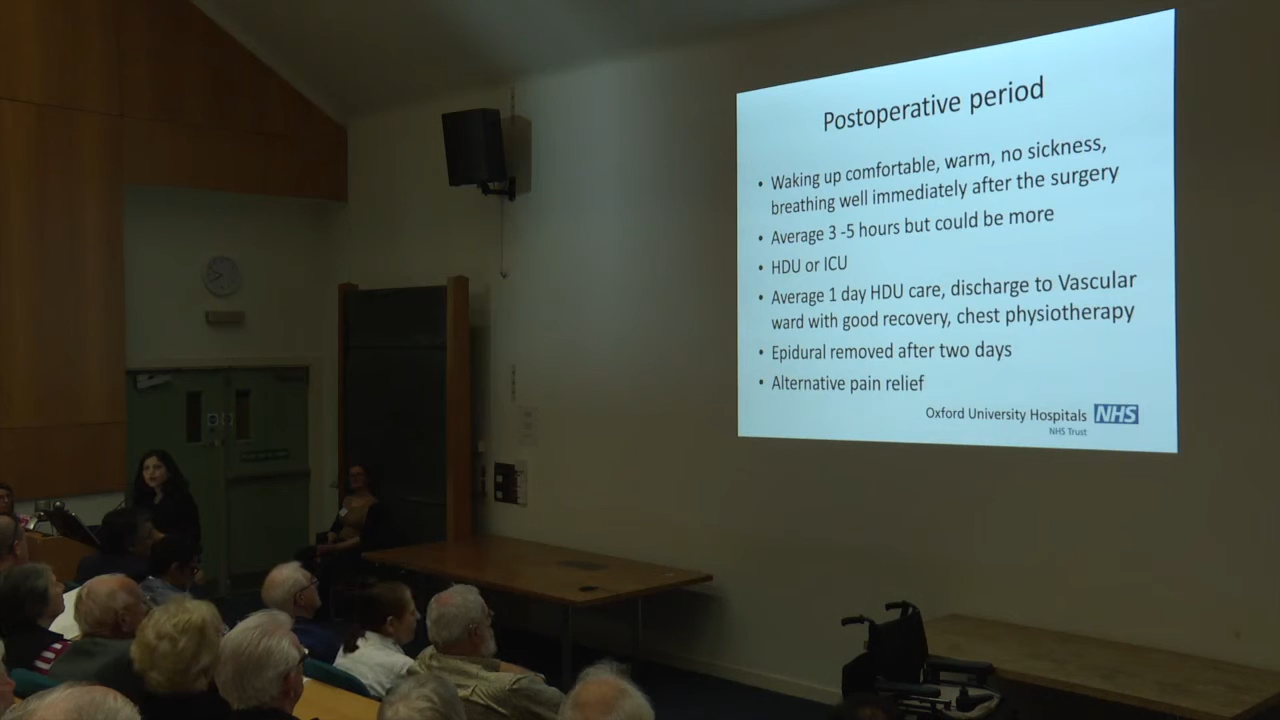 Postoperative period
• Waking up comfortable, warm, no sickness,
breathing well immediately after the surgery
• Average 3 -5 hours but could be more
• HDU or ICU
• Average 1 day HDU care, discharge to Vascular
ward with good recovery, chest physiotherapy
• Epidural removed after two days
• Alternative pain relief
Oxford University Hospitals NHS
NHS Trust